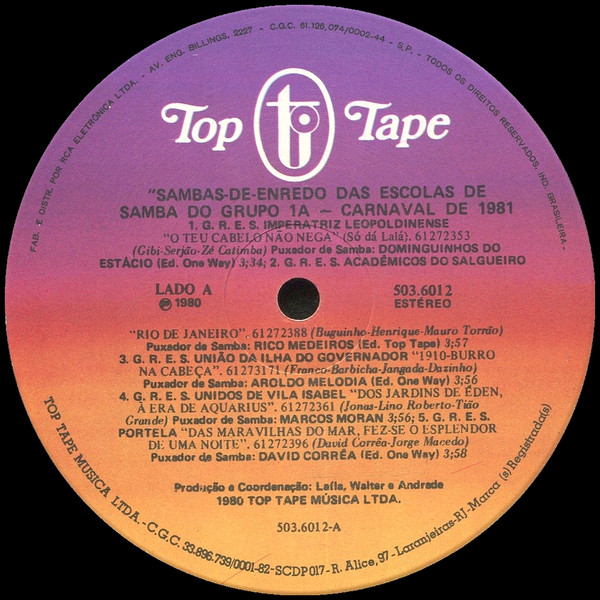 FAB. E DISTR. POR RCA ELETRÔNICA LTDA. - AV. ENG. BILLINGS, 2227 - C.G.C. 61.126.074/0002-44 - S.P. - TODOS OS DIREITOS RESERVADOS. IND. BRASILEIRA -
Top Tape
"SAMBAS-DE-ENREDO DAS ESCOLAS DE
SAMBA DO GRUPO 1A — CARNAVAL DE 1981
1. G. R. E. S. IMPERATRIZ LEOPOLDINENSE
"O TEU CABELO NÃO NEGA" (Só dá Lalá). 61272353
(Gibi-Serjão-Zé Catimba) Puxador de Samba: DOMINGUINHOS DO
ESTÁCIO (Ed. One Way) 3;34; 2. G. R. E. S. ACADÊMICOS DO SALGUEIRO
LADO A
℗ 1980
503.6012
ESTÉREO
"RIO DE JANEIRO". 61272388 (Buguinho-Henrique-Mauro Torrão)
Puxador de Samba: RICO MEDEIROS (Ed. Top Tape) 3;57
3. G. R. E. S. UNIÃO DA ILHA DO GOVERNADOR "1910-BURRO
NA CABEÇA". 61273171 (Franco-Barbicha-Jangada-Dazinho)
Puxador de Samba: AROLDO MELODIA (Ed. One Way) 3;56
4. G. R. E. S. UNIDOS DE VILA ISABEL "DOS JARDINS DE ÉDEN,
À ERA DE AQUARIUS". 61272361 (Jonas-Lino Roberto-Tião
Grande) Puxador de Samba: MARCOS MORAN 3;56; 5. G. R. E. S.
PORTELA "DAS MARAVILHAS DO MAR, FEZ-SE O ESPLENDOR
DE UMA NOITE". 61272396 (David Corrêa-Jorge Macedo)
Puxador de Samba: DAVID CORRÊA (Ed. One Way) 3;58
Produção e Coordenação: Laíla, Walter e Andrade
1980 TOP TAPE MÚSICA LTDA.
503.6012-A
TOP TAPE MUSICA LTDA. - C.G.C. 33.896.739/0001-82 - SCDP 017 - R. Alice, 97 - Laranjeiras-RJ - Marca (s) Registrada(s)